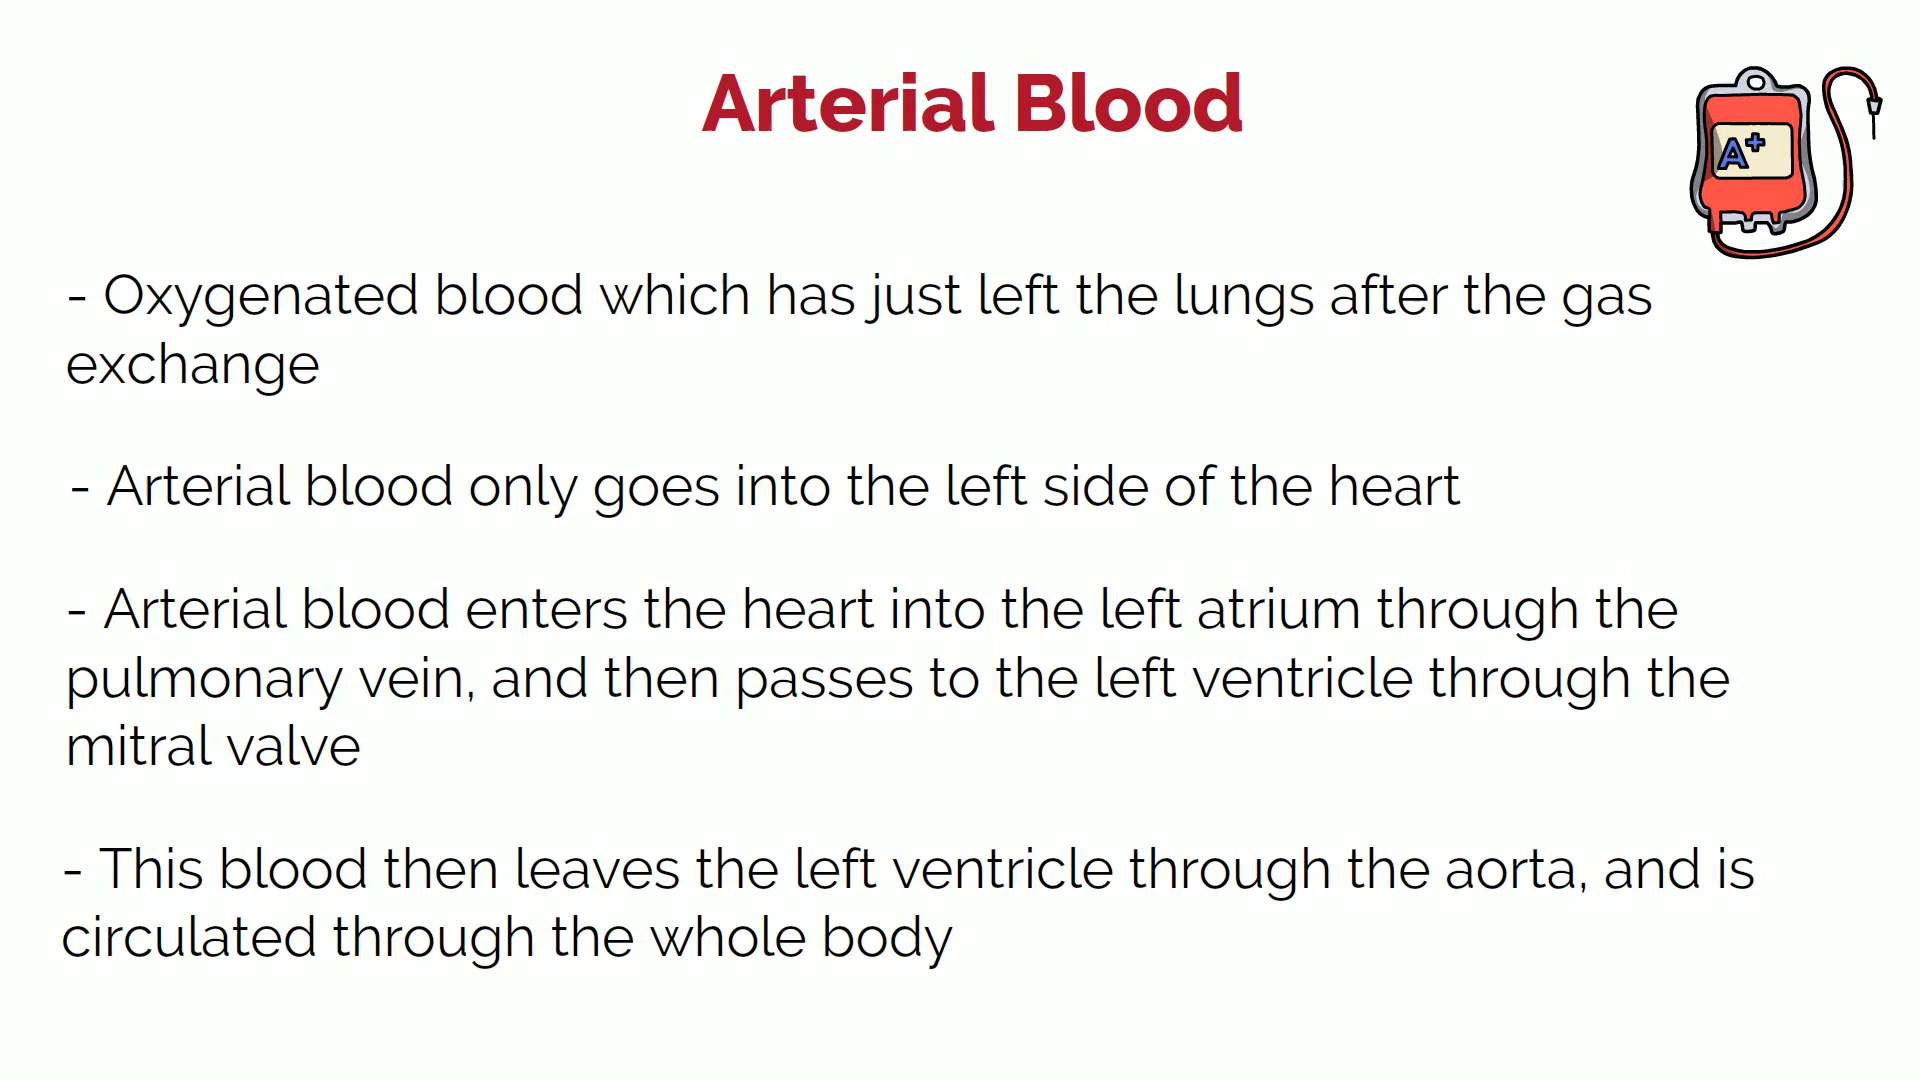 Arterial Blood
A+
- Oxygenated blood which has just left the lungs after the gas
exchange
- Arterial blood only goes into the left side of the heart
- Arterial blood enters the heart into the left atrium through the
pulmonary vein, and then passes to the left ventricle through the
mitral valve
- This blood then leaves the left ventricle through the aorta, and is
circulated through the whole body